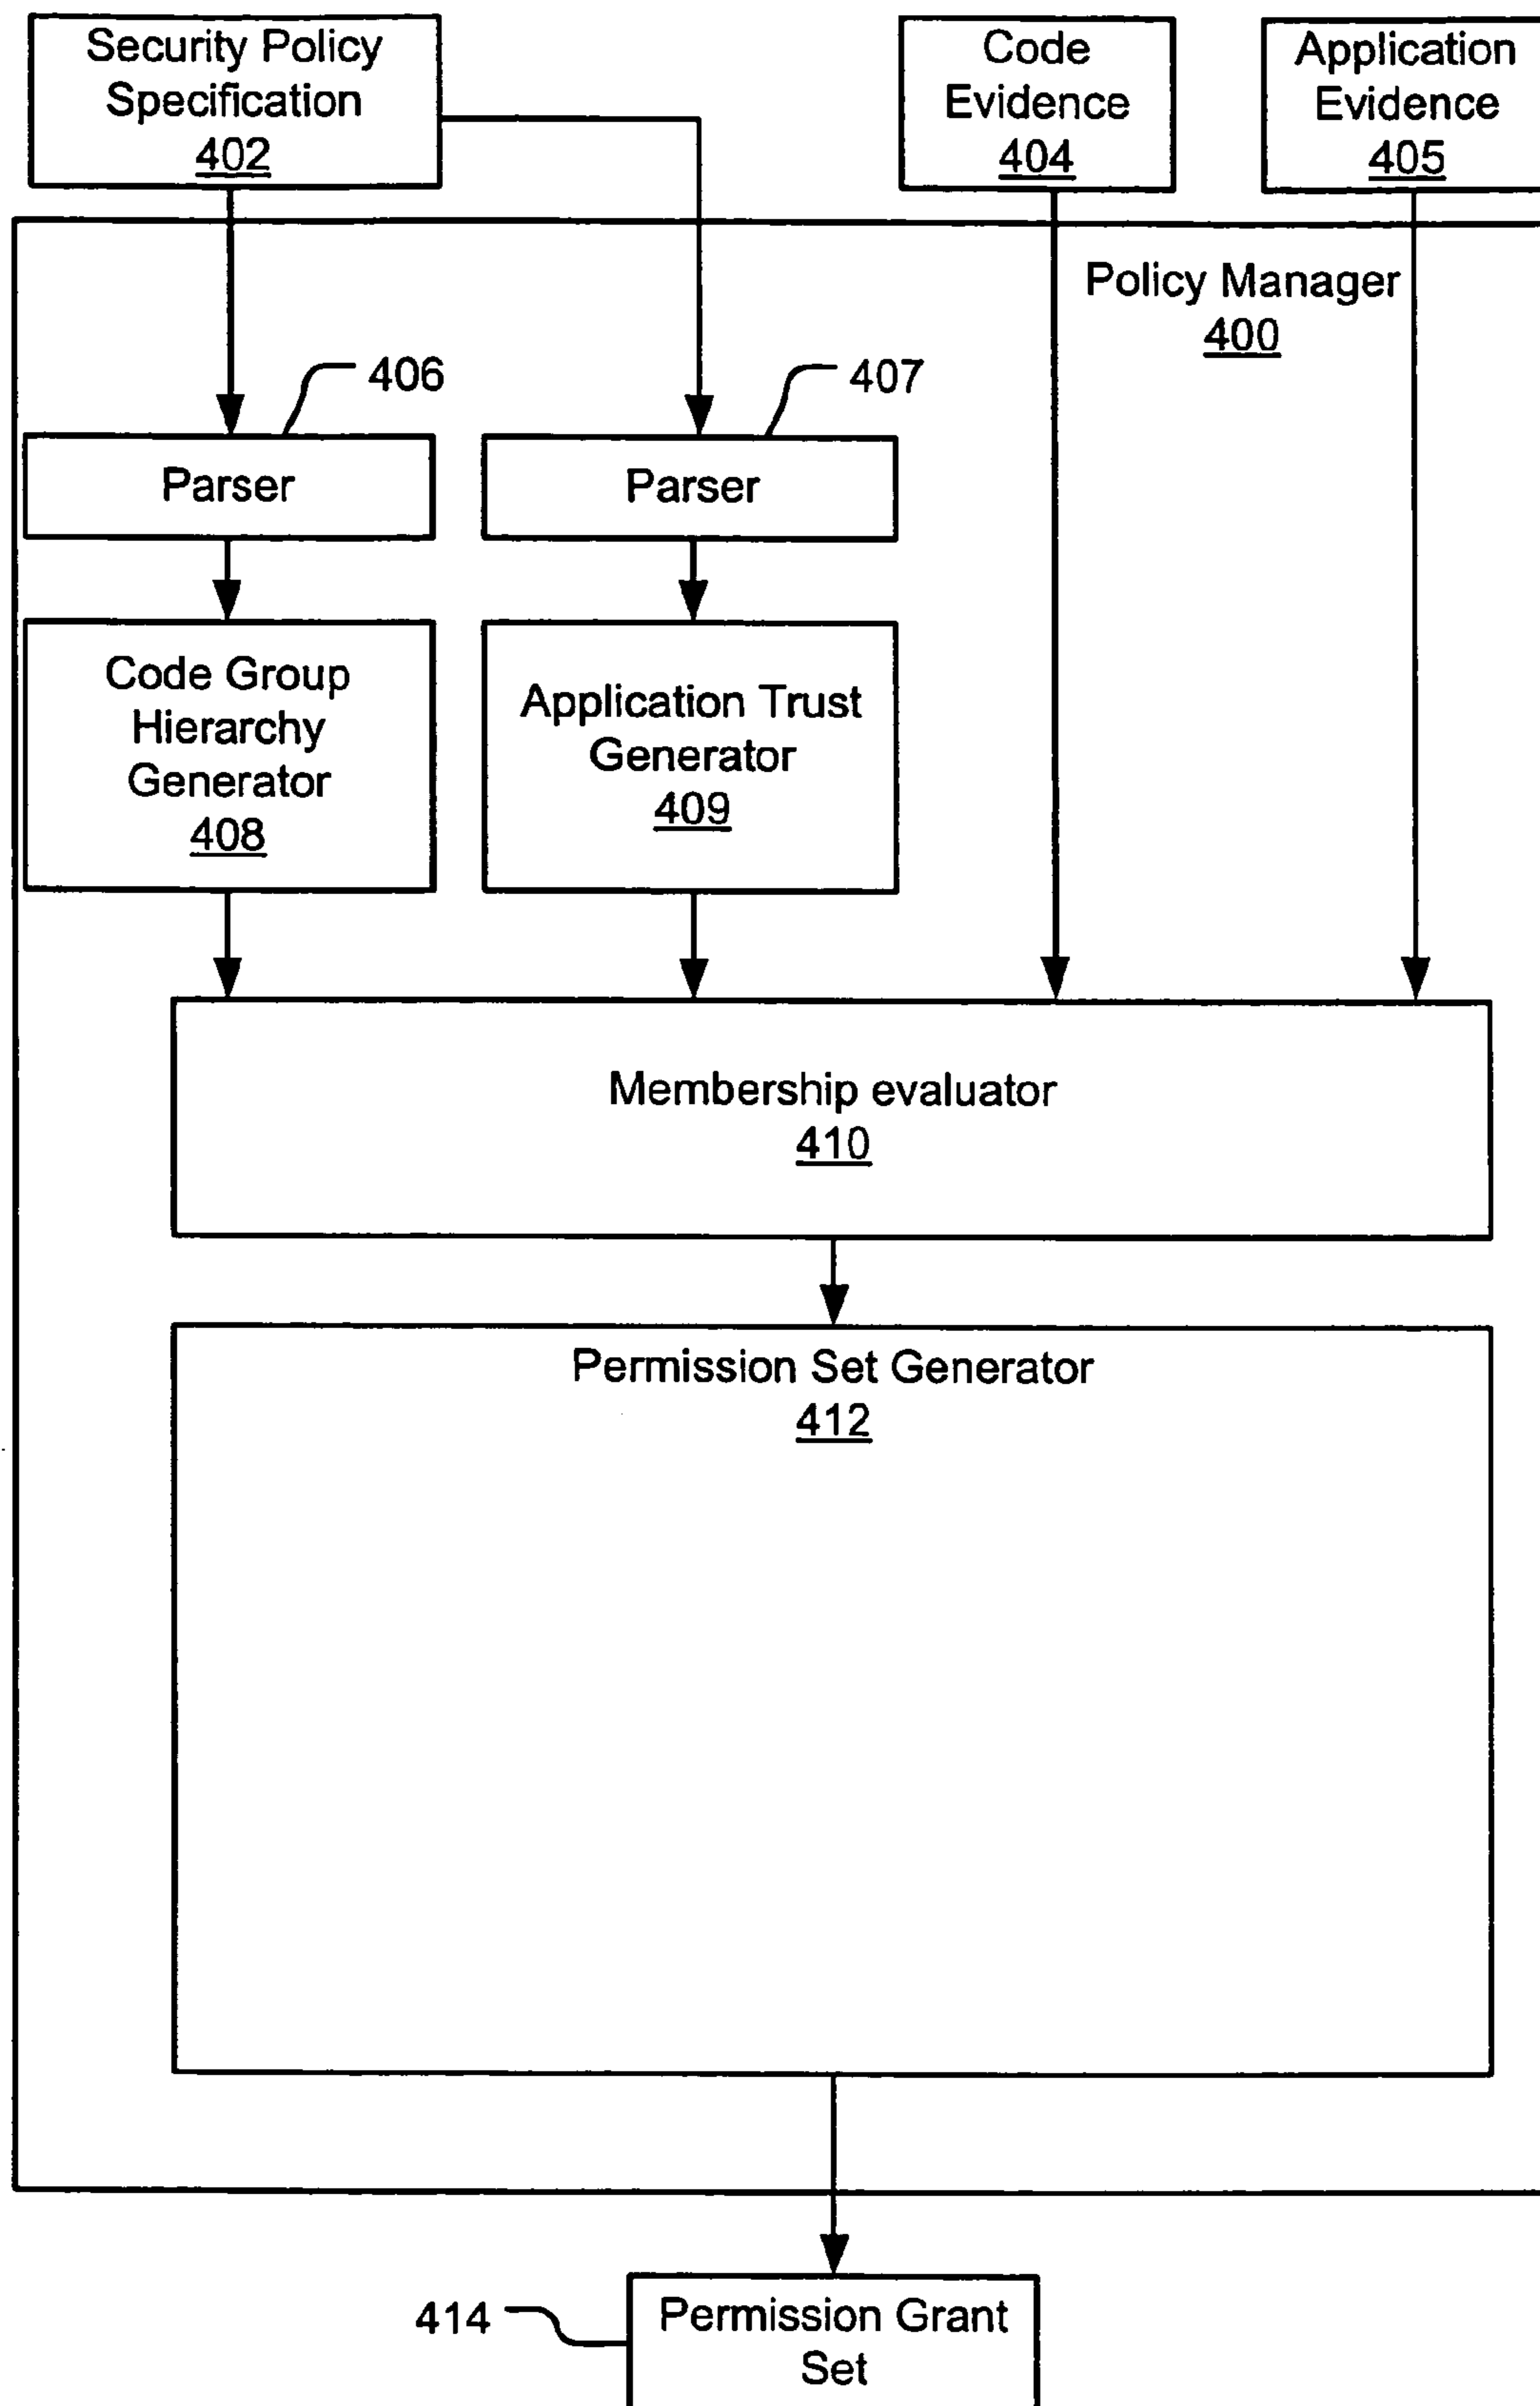 Security Policy
Specification
402
Code
Evidence
404
Application
Evidence
405
Policy Manager
400
406
407
Parser
Parser
Code Group
Hierarchy
Generator
408
Application Trust
Generator
409
Membership evaluator
410
Permission Set Generator
412
414
Permission Grant
Set